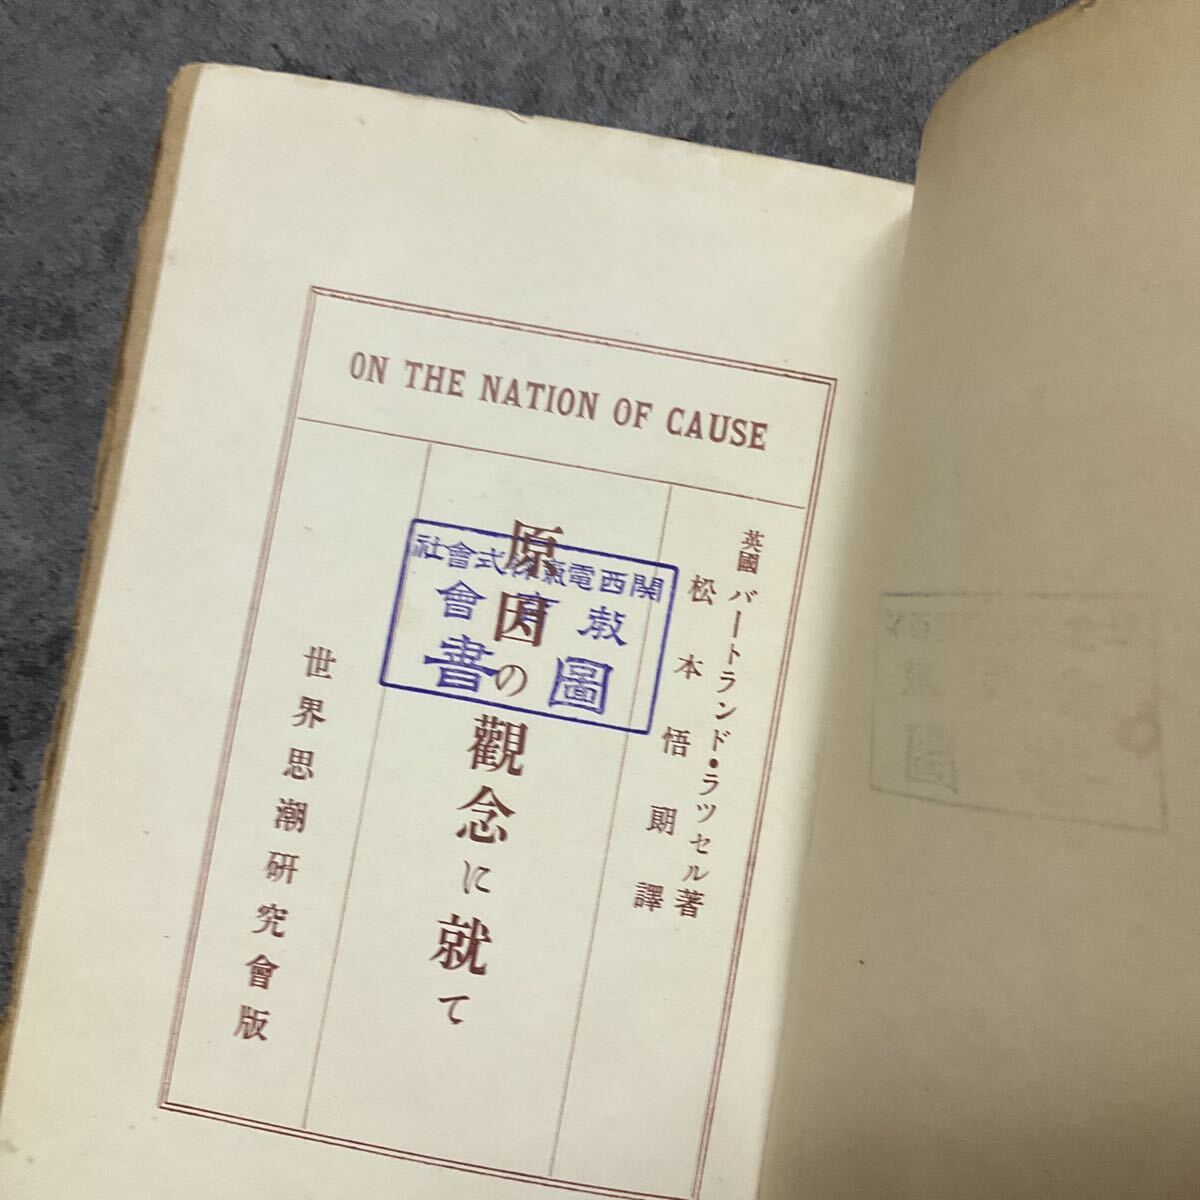 ON THE NATION OF CAUSE
英國 バートランド・ラツセル著
松本悟朗譯
原因の觀念に就て
世界思潮研究會版
關西電氣株式會社
教育會
圖書